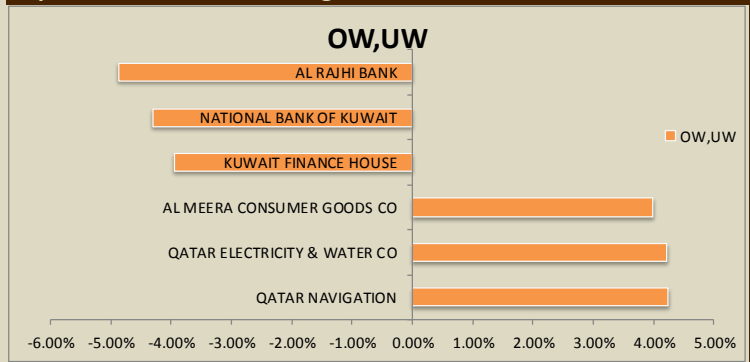 OW,UW
AL RAJHI BANK
NATIONAL BANK OF KUWAIT
OW,UW
KUWAIT FINANCE HOUSE
AL MEERA CONSUMER GOODS CO
QATAR ELECTRICITY & WATER CO
QATAR NAVIGATION
-6.00% -5.00% -4.00% -3.00% -2.00% -1.00% 0.00% 1.00% 2.00% 3.00% 4.00% 5.00%